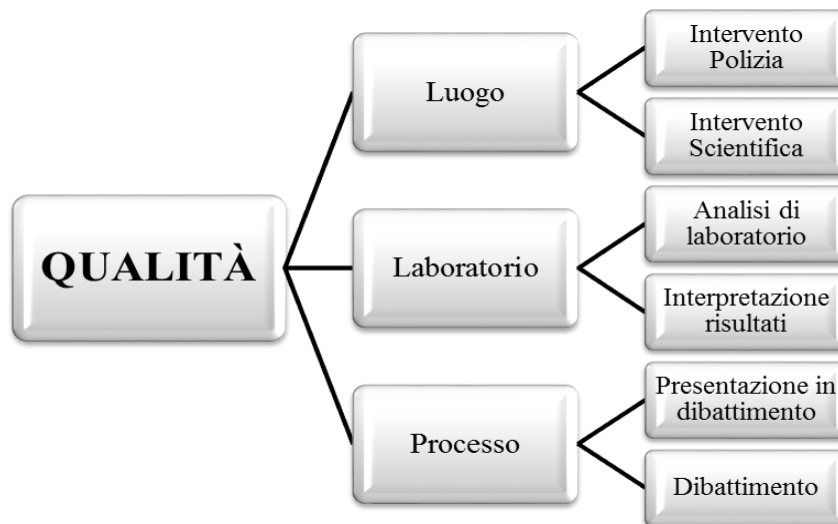 QUALITÀ
Luogo
Intervento
Polizia
Intervento
Scientifica
Laboratorio
Analisi di
laboratorio
Interpretazione
risultati
Processo
Presentazione in
dibattimento
Dibattimento